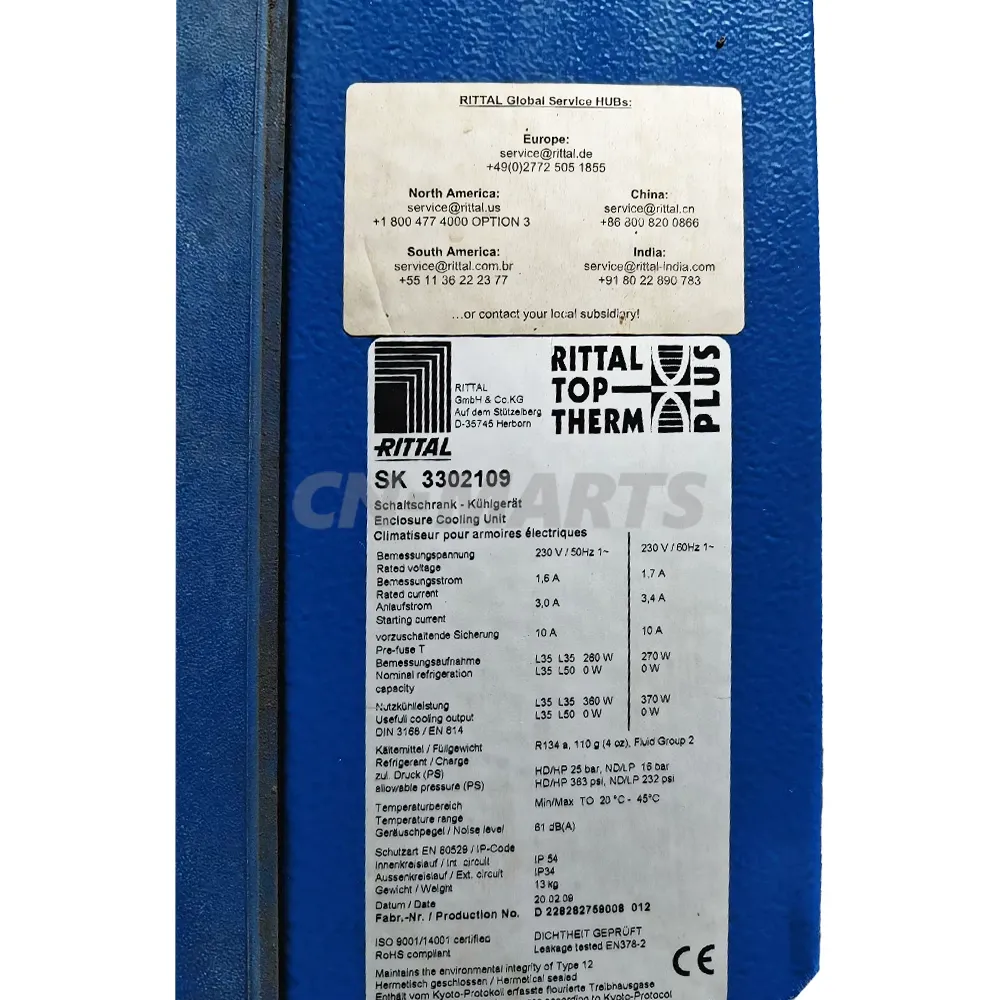 RITTAL Global Service HUBs:
Europe:
service@rittal.de
+49(0)2772 505 1855
North America:
service@rittal.us
+1 800 477 4000 OPTION 3
China:
service@rittal.cn
+86 800 820 0866
South America:
service@rittal.com.br
+55 11 36 22 23 77
India:
service@rittal-India.com
+91 80 22 890 783
...or contact your local subsidiary!
RITTAL
RITTAL
GmbH & Co.KG
Auf dem Stützelberg
D-35745 Herborn
RITTAL
TOP
THERM
PLUS
SK 3302109
Schaltschrank - Kühlgerät
Enclosure Cooling Unit
Climatiseur pour armoires électriques
Bemessungspannung 230 V / 50Hz 1~ 230 V / 60Hz 1~
Rated voltage
Bemessungsstrom 1,6 A 1,7 A
Rated current
Anlaufstrom 3,0 A 3,4 A
Starting current
vorzuschaltende Sicherung 10 A 10 A
Pre-fuse T
Bemessungaufnahme L35 L35 260 W 270 W
Nominal refrigeration L35 L50 0 W 0 W
capacity
Nutzkühlleistung L35 L35 360 W 370 W
Usefull cooling output L35 L50 0 W 0 W
DIN 3168 / EN 814
Kältemittel / Füllgewicht R134 a, 110 g (4 oz), Fluid Group 2
Refrigerant / Charge
zul. Druck (PS) HD/HP 25 bar, ND/LP 16 bar
allowable pressure (PS) HD/HP 363 psi, ND/LP 232 psi
Temperaturbereich Min/Max TO 20 °C - 45°C
Temperature range
Geräuschpegel / Noise level 61 dB(A)
Schutzart EN 60529 / IP-Code
Innenkreislauf / Int. circuit IP 54
Aussenkreislauf / Ext. circuit IP34
Gewicht / Weight 13 kg
Datum / Date 20.02.09
Fabr.-Nr. / Production No. D 228282759008 012
ISO 9001/14001 certified DICHTHEIT GEPRÜFT
RoHS compliant Leakage tested EN378-2
CE
Maintains the environmental integrity of Type 12
Hermetisch geschlossen / Hermetical sealed
Enthält vom Kyoto-Protokoll erfasste flourierte Treibhausgase
according to Kyoto-Protocol